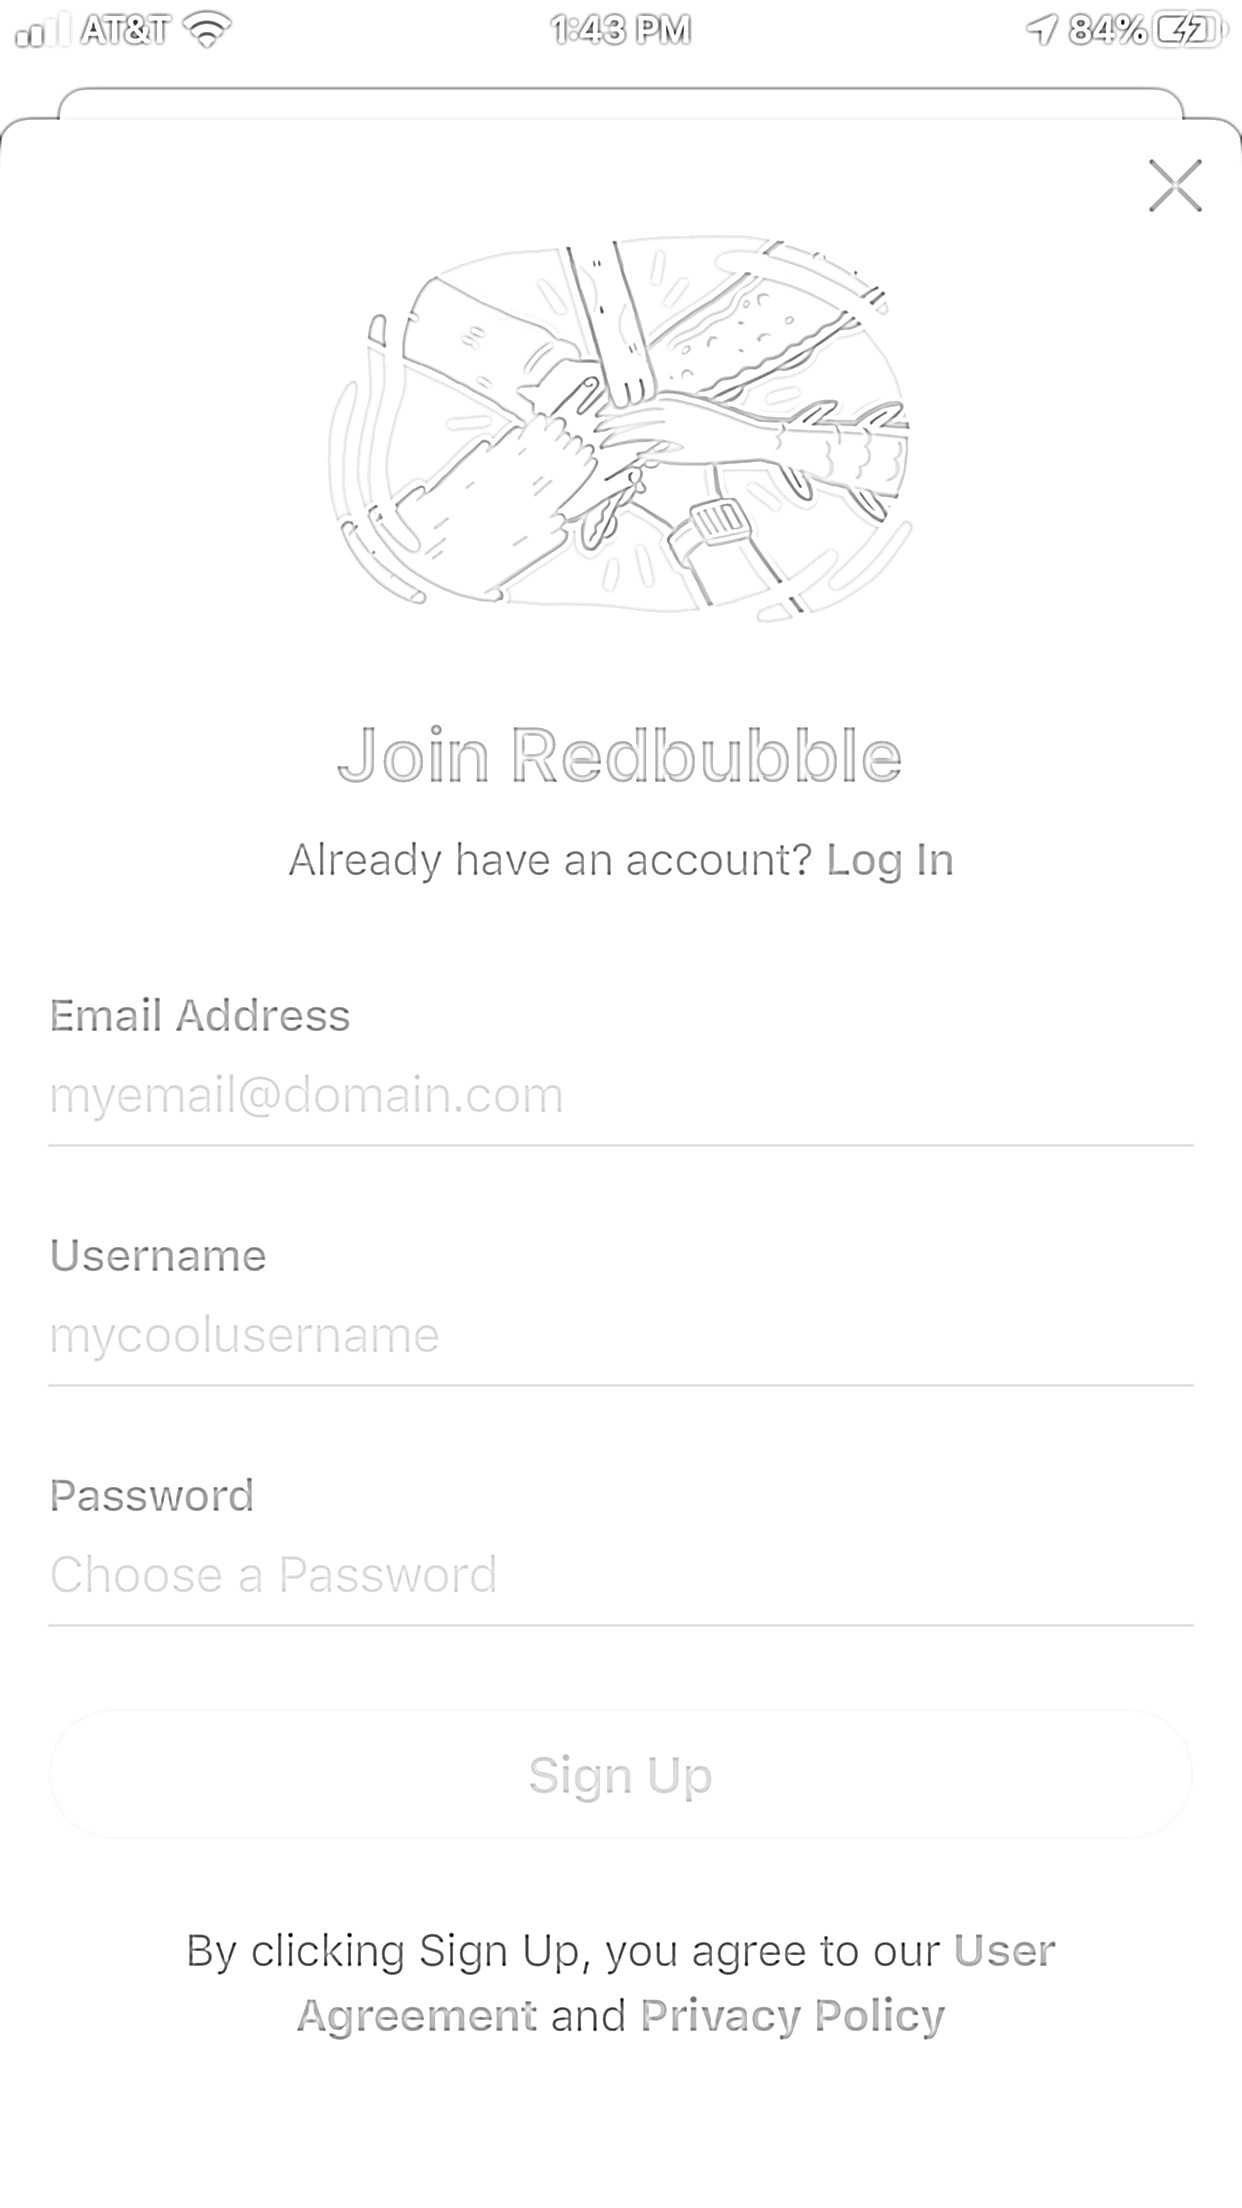 AT&T 1:43 PM 84%
Join Redbubble
Already have an account? Log In
Email Address
myemail@domain.com
Username
mycoolusername
Password
Choose a Password
Sign Up
By clicking Sign Up, you agree to our User
Agreement and Privacy Policy